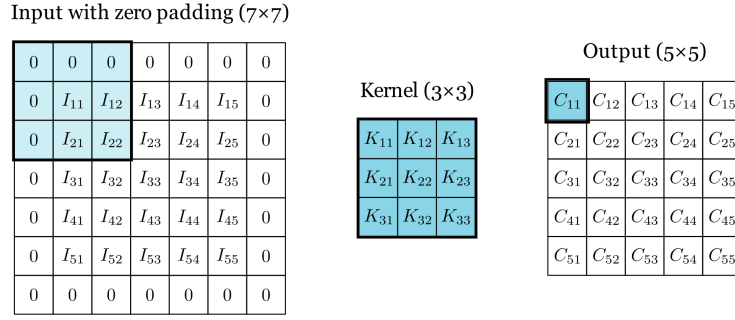 Input with zero padding (7×7)
0 0 0 0 0 0 0
0 I₁₁ I₁₂ I₁₃ I₁₄ I₁₅ 0
0 I₂₁ I₂₂ I₂₃ I₂₄ I₂₅ 0
0 I₃₁ I₃₂ I₃₃ I₃₄ I₃₅ 0
0 I₄₁ I₄₂ I₄₃ I₄₄ I₄₅ 0
0 I₅₁ I₅₂ I₅₃ I₅₄ I₅₅ 0
0 0 0 0 0 0 0
Kernel (3×3)
K₁₁ K₁₂ K₁₃
K₂₁ K₂₂ K₂₃
K₃₁ K₃₂ K₃₃
Output (5×5)
C₁₁ C₁₂ C₁₃ C₁₄ C₁₅
C₂₁ C₂₂ C₂₃ C₂₄ C₂₅
C₃₁ C₃₂ C₃₃ C₃₄ C₃₅
C₄₁ C₄₂ C₄₃ C₄₄ C₄₅
C₅₁ C₅₂ C₅₃ C₅₄ C₅₅